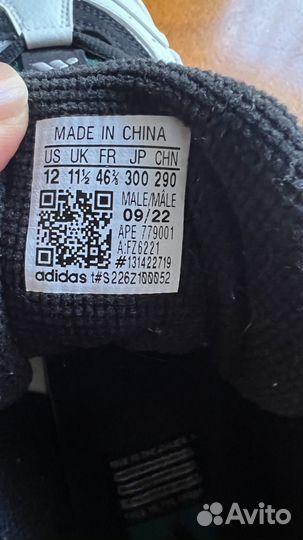 MADE IN CHINA
US UK FR JP CHN
12 11½ 46⅔ 300 290
MALE/MÂLE
09/22
APE 779001
A:FZ6221
#131422719
adidas t#S226Z100052
Avito